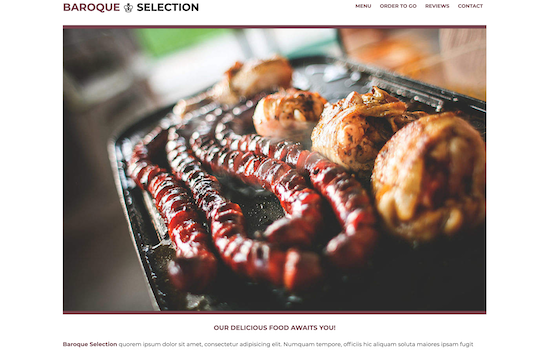 BAROQUE SELECTION
MENU ORDER TO GO REVIEWS CONTACT
OUR DELICIOUS FOOD AWAITS YOU!
Baroque Selection quorem ipsum dolor sit amet, consectetur adipisicing elit. Numquam tempore, officiis hic aliquam soluta maiores ipsam fugit